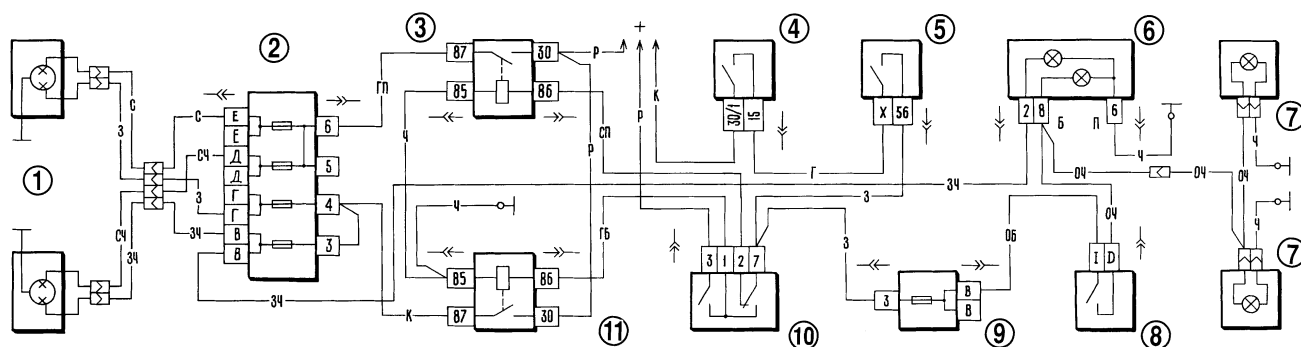 1
2
3
4
5
6
7
7
8
9
10
11
С
З
СЧ
ЗЧ
С
СЧ
З
ЗЧ
Е
Е
Д
Д
Г
Г
В
В
6
5
4
3
ГП
Ч
К
ЗЧ
87
30
85
86
Р
СП
Р
+
Р
К
85
86
87
30
Ч
ГБ
30/1
15
Г
Х
56
З
ЗЧ
3
1
2
7
З
3
В
В
ОБ
2
8
6
Б
П
Ч
ОЧ
ОЧ
ОЧ
I
D
Ч
ОЧ
Ч